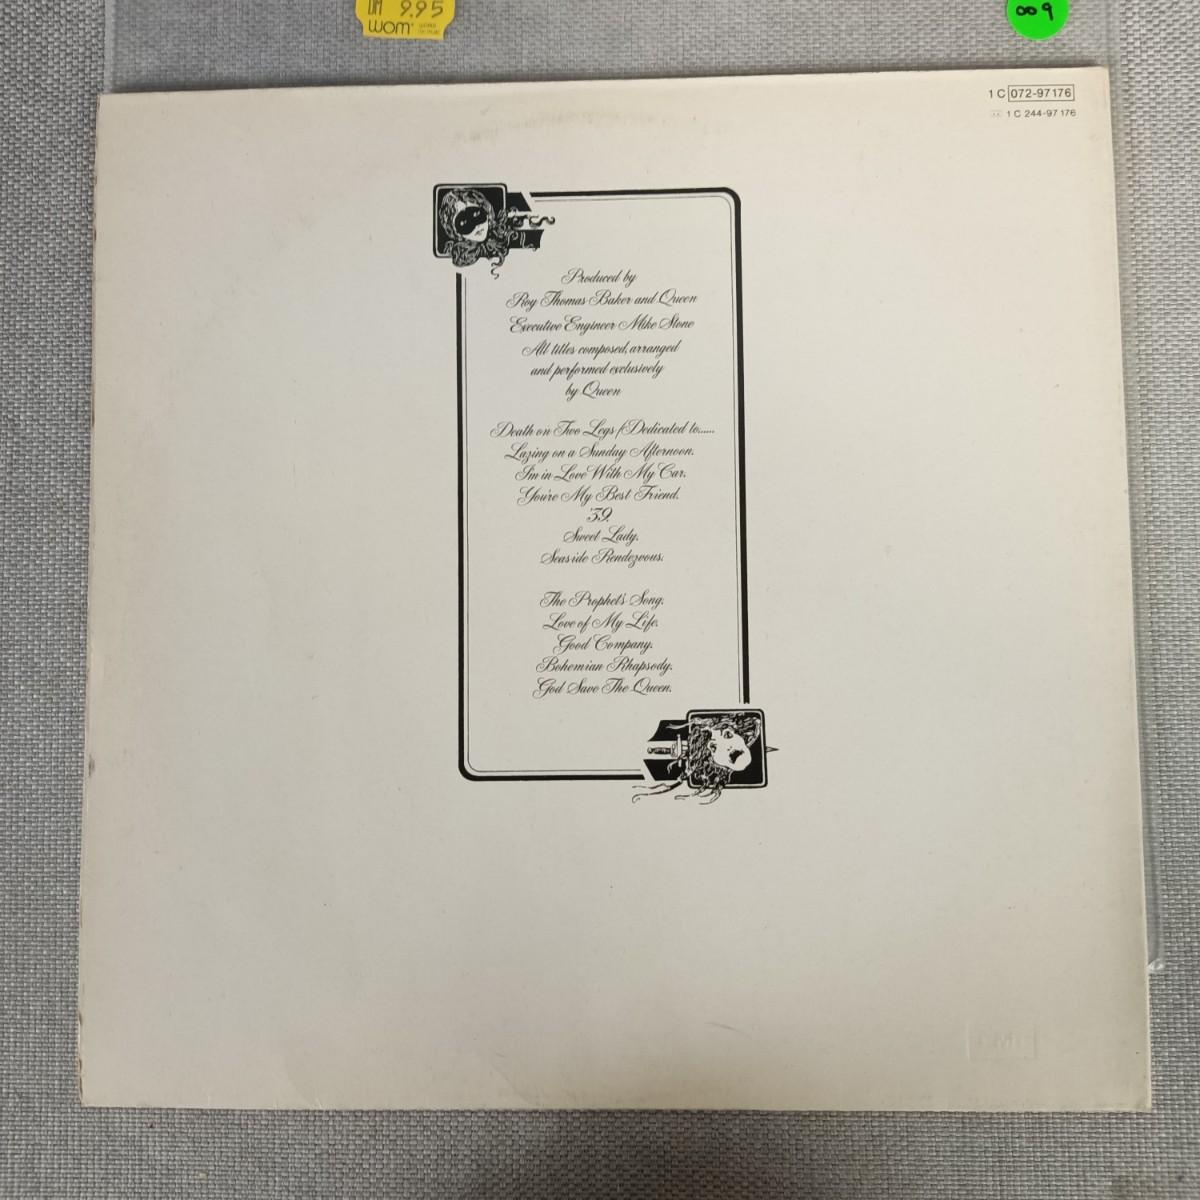 DM 9.95
WOM
009
1 C 072-97176
1 C 244-97 176
Produced by
Roy Thomas Baker and Queen
Executive Engineer Mike Stone
All titles composed, arranged
and performed exclusively
by Queen
Death on Two Legs (Dedicated to......
Lazing on a Sunday Afternoon.
I'm in Love With My Car.
You're My Best Friend.
'39.
Sweet Lady.
Seaside Rendezvous.
The Prophet's Song.
Love of My Life.
Good Company.
Bohemian Rhapsody.
God Save The Queen.